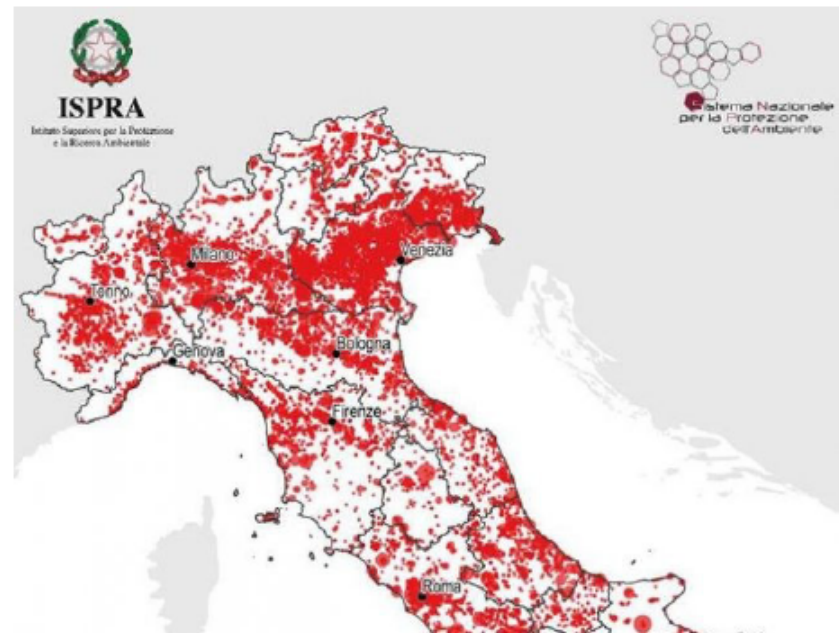 ISPRA
Istituto Superiore per la Protezione
e la Ricerca Ambientale
Sistema Nazionale
per la Protezione
dell'Ambiente
Milano
Venezia
Torino
Genova
Bologna
Firenze
Roma